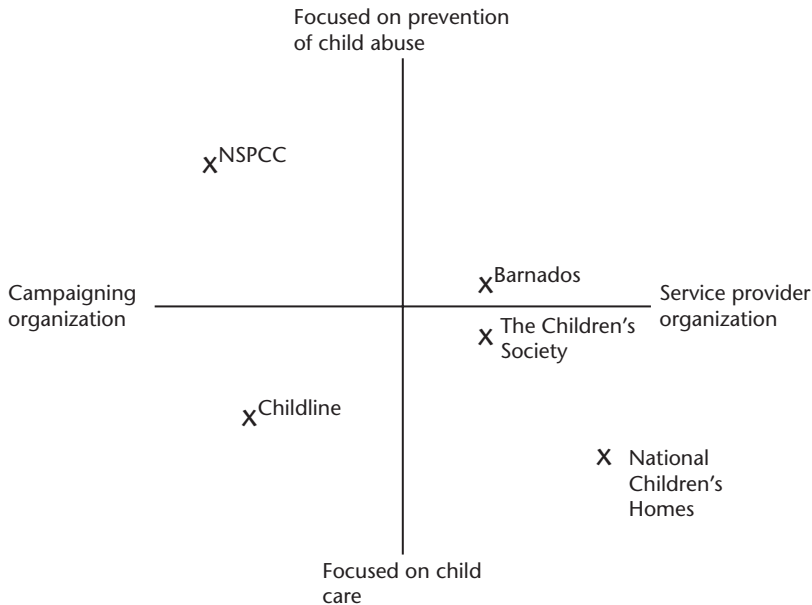 Focused on prevention
of child abuse
X NSPCC
X Barnados
Campaigning
organization
Service provider
organization
X The Children's
Society
X Childline
X National
Children's
Homes
Focused on child
care